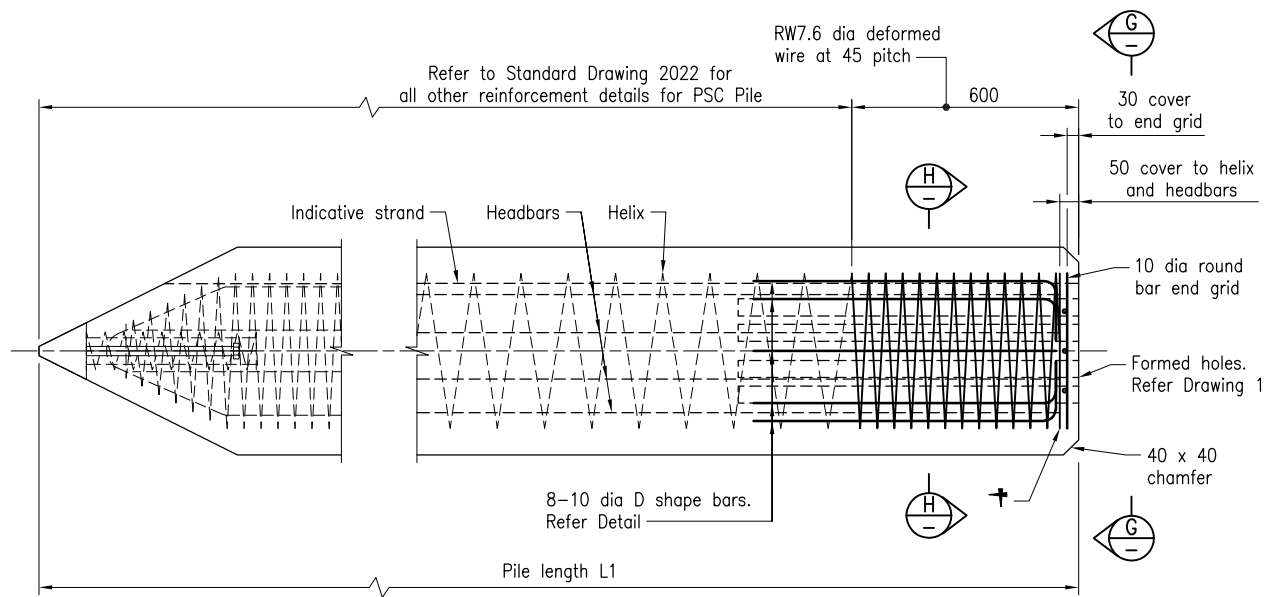 RW7.6 dia deformed
wire at 45 pitch
G
–
Refer to Standard Drawing 2022 for
all other reinforcement details for PSC Pile
600
30 cover
to end grid
50 cover to helix
and headbars
H
–
Indicative strand
Headbars
Helix
10 dia round
bar end grid
Formed holes.
Refer Drawing 1
40 x 40
chamfer
8–10 dia D shape bars.
Refer Detail
H
–
G
–
Pile length L1